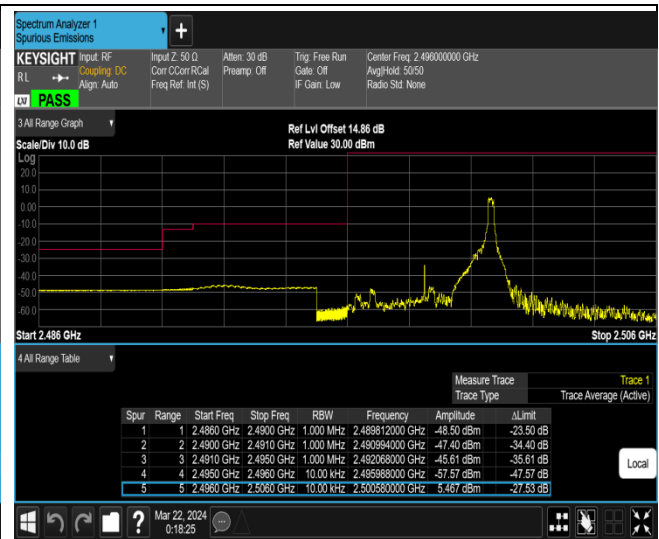 Spectrum Analyzer 1
Spurious Emissions
+
KEYSIGHT Input: RF Input Z: 50 Ω Atten: 30 dB Trig: Free Run Center Freq: 2.496000000 GHz
RL Coupling: DC Corr CCorr RCal Preamp: Off Gate: Off Avg|Hold: 50/50
Align: Auto Freq Ref: Int (S) IF Gain: Low Radio Std: None
LXI PASS
3 All Range Graph
Ref Lvl Offset 14.86 dB
Scale/Div 10.0 dB Ref Value 30.00 dBm
Log
20.0
10.0
0.00
-10.0
-20.0
-30.0
-40.0
-50.0
-60.0
Start 2.486 GHz Stop 2.506 GHz
4 All Range Table
Measure Trace Trace 1
Trace Type Trace Average (Active)
Spur Range Start Freq Stop Freq RBW Frequency Amplitude ΔLimit
1 1 2.4860 GHz 2.4900 GHz 1.000 MHz 2.489812000 GHz -48.50 dBm -23.50 dB
2 2 2.4900 GHz 2.4910 GHz 1.000 MHz 2.490994000 GHz -47.40 dBm -34.40 dB
3 3 2.4910 GHz 2.4950 GHz 1.000 MHz 2.492068000 GHz -45.61 dBm -35.61 dB
4 4 2.4950 GHz 2.4960 GHz 10.00 kHz 2.495988000 GHz -57.57 dBm -47.57 dB
5 5 2.4960 GHz 2.5060 GHz 10.00 kHz 2.500580000 GHz 5.467 dBm -27.53 dB
Local
? Mar 22, 2024
0:18:25